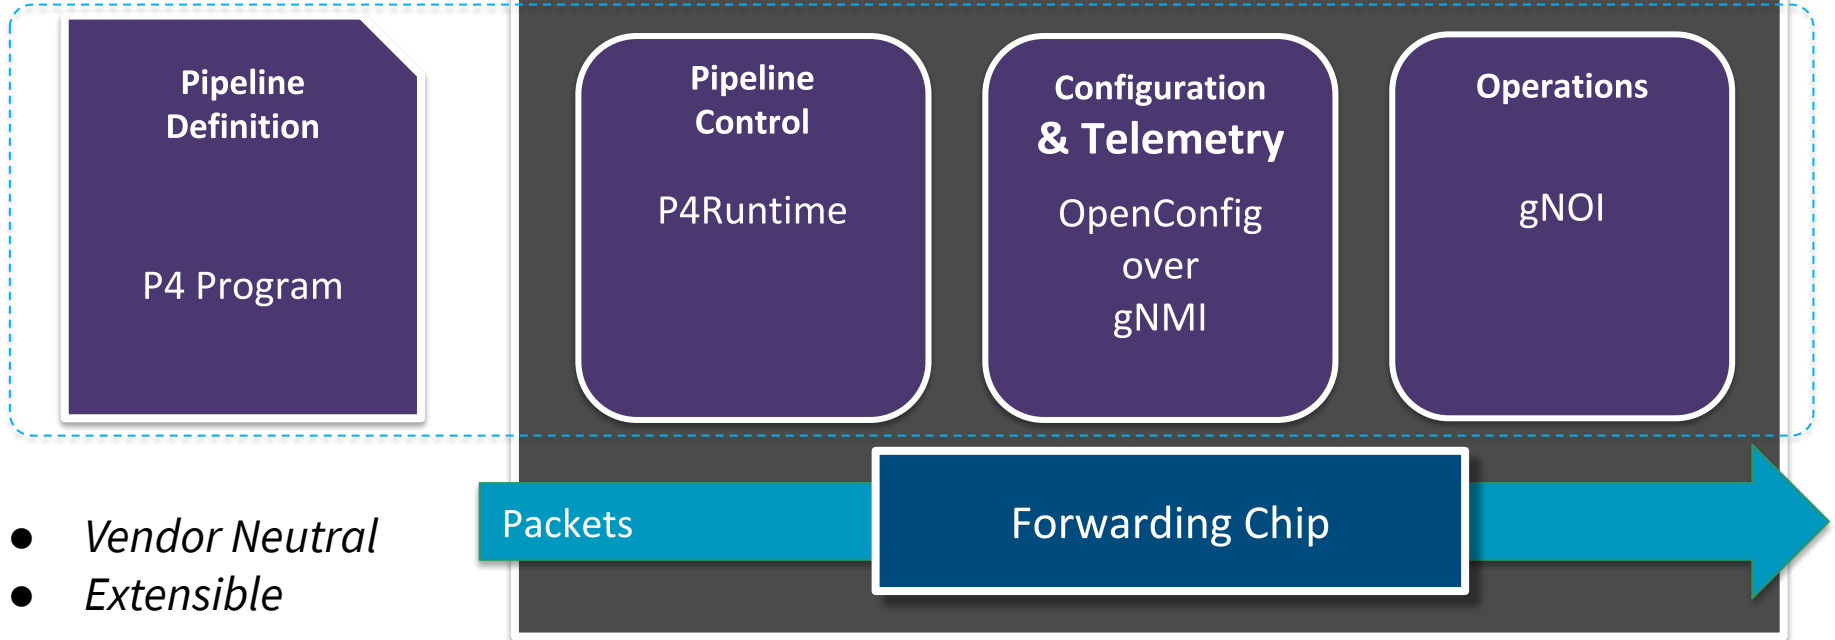 Pipeline
Definition
P4 Program
Pipeline
Control
P4Runtime
Configuration
& Telemetry
OpenConfig
over
gNMI
Operations
gNOI
Packets
Forwarding Chip
● Vendor Neutral
● Extensible